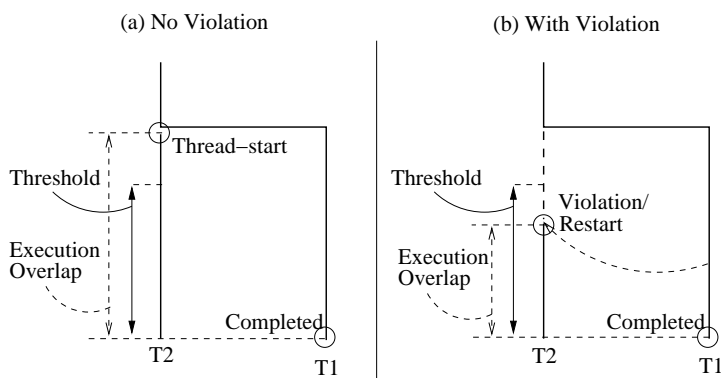 (a) No Violation
Thread-start
Threshold
Execution
Overlap
Completed
T2
T1
(b) With Violation
Threshold
Violation/
Restart
Execution
Overlap
Completed
T2
T1